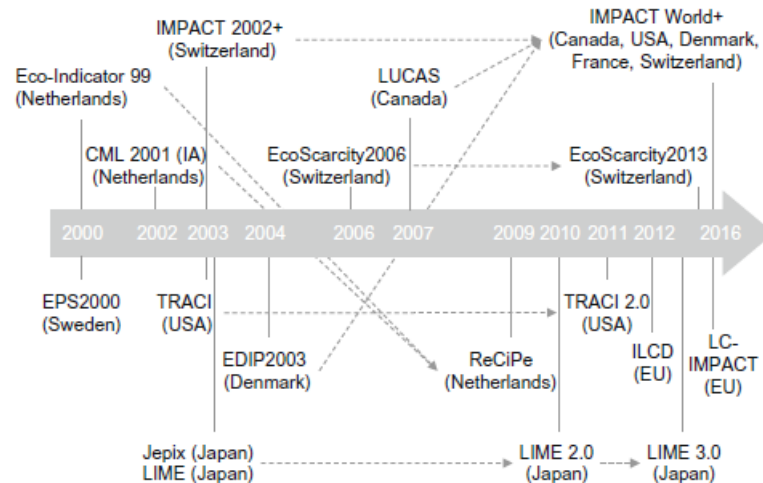 IMPACT 2002+
(Switzerland)
IMPACT World+
(Canada, USA, Denmark,
France, Switzerland)
Eco-Indicator 99
(Netherlands)
LUCAS
(Canada)
CML 2001 (IA)
(Netherlands)
EcoScarcity2006
(Switzerland)
EcoScarcity2013
(Switzerland)
2000 2002 2003 2004 2006 2007 2009 2010 2011 2012 2016
EPS2000
(Sweden)
TRACI
(USA)
TRACI 2.0
(USA)
EDIP2003
(Denmark)
ReCiPe
(Netherlands)
ILCD
(EU)
LC-
IMPACT
(EU)
Jepix (Japan)
LIME (Japan)
LIME 2.0
(Japan)
LIME 3.0
(Japan)